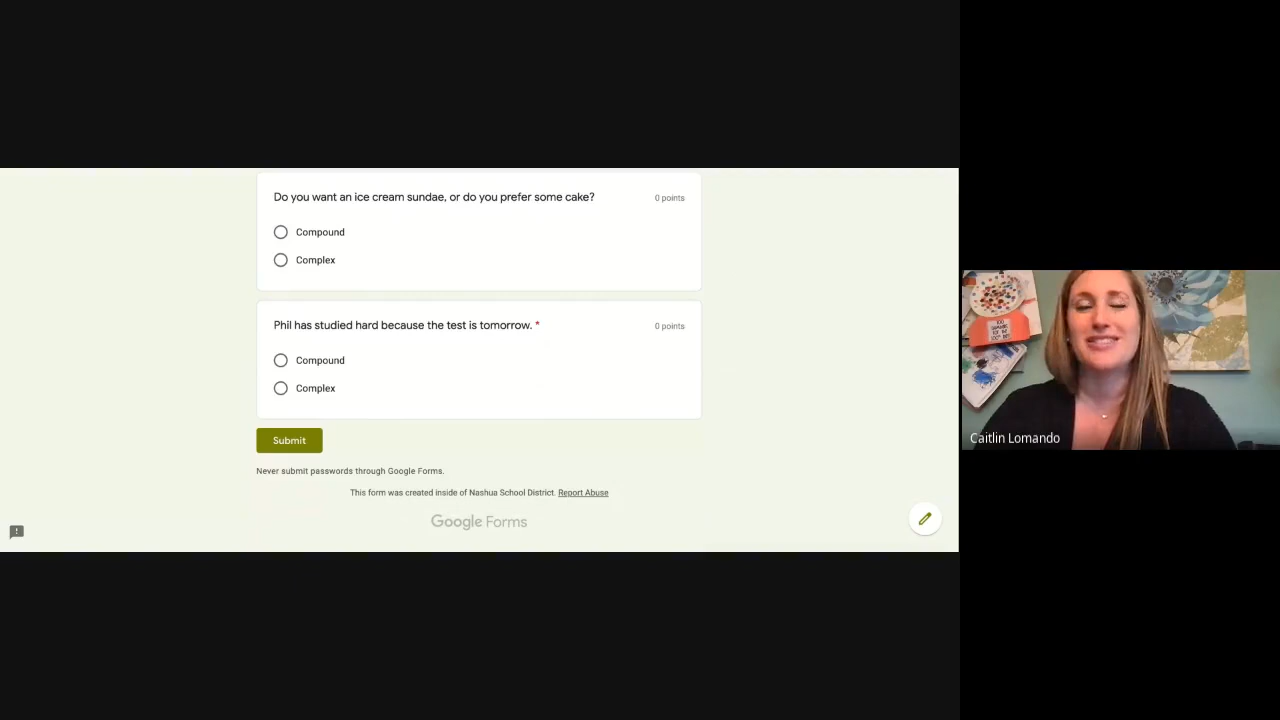 Do you want an ice cream sundae, or do you prefer some cake?
0 points
Compound
Complex
Phil has studied hard because the test is tomorrow. *
0 points
Compound
Complex
Submit
Never submit passwords through Google Forms.
This form was created inside of Nashua School District. Report Abuse
Google Forms
Caitlin Lomando